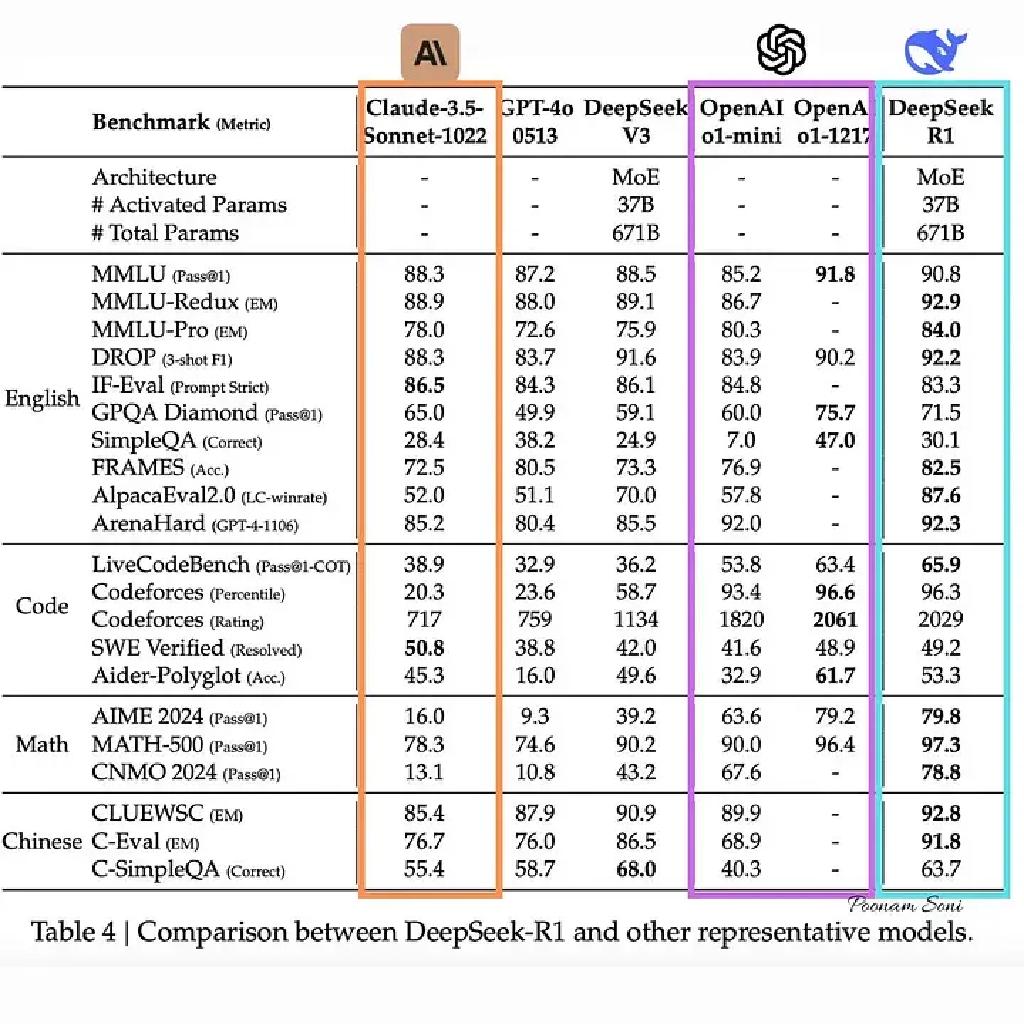 Benchmark (Metric) Claude-3.5-Sonnet-1022 GPT-4o 0513 DeepSeek V3 OpenAI o1-mini OpenAI o1-1217 DeepSeek R1
Architecture - - MoE - - MoE
# Activated Params - - 37B - - 37B
# Total Params - - 671B - - 671B
English
MMLU (Pass@1) 88.3 87.2 88.5 85.2 91.8 90.8
MMLU-Redux (EM) 88.9 88.0 89.1 86.7 - 92.9
MMLU-Pro (EM) 78.0 72.6 75.9 80.3 - 84.0
DROP (3-shot F1) 88.3 83.7 91.6 83.9 90.2 92.2
IF-Eval (Prompt Strict) 86.5 84.3 86.1 84.8 - 83.3
GPQA Diamond (Pass@1) 65.0 49.9 59.1 60.0 75.7 71.5
SimpleQA (Correct) 28.4 38.2 24.9 7.0 47.0 30.1
FRAMES (Acc.) 72.5 80.5 73.3 76.9 - 82.5
AlpacaEval2.0 (LC-winrate) 52.0 51.1 70.0 57.8 - 87.6
ArenaHard (GPT-4-1106) 85.2 80.4 85.5 92.0 - 92.3
Code
LiveCodeBench (Pass@1-COT) 38.9 32.9 36.2 53.8 63.4 65.9
Codeforces (Percentile) 20.3 23.6 58.7 93.4 96.6 96.3
Codeforces (Rating) 717 759 1134 1820 2061 2029
SWE Verified (Resolved) 50.8 38.8 42.0 41.6 48.9 49.2
Aider-Polyglot (Acc.) 45.3 16.0 49.6 32.9 61.7 53.3
Math
AIME 2024 (Pass@1) 16.0 9.3 39.2 63.6 79.2 79.8
MATH-500 (Pass@1) 78.3 74.6 90.2 90.0 96.4 97.3
CNMO 2024 (Pass@1) 13.1 10.8 43.2 67.6 - 78.8
Chinese
CLUEWSC (EM) 85.4 87.9 90.9 89.9 - 92.8
C-Eval (EM) 76.7 76.0 86.5 68.9 - 91.8
C-SimpleQA (Correct) 55.4 58.7 68.0 40.3 - 63.7
Poonam Soni
Table 4 | Comparison between DeepSeek-R1 and other representative models.